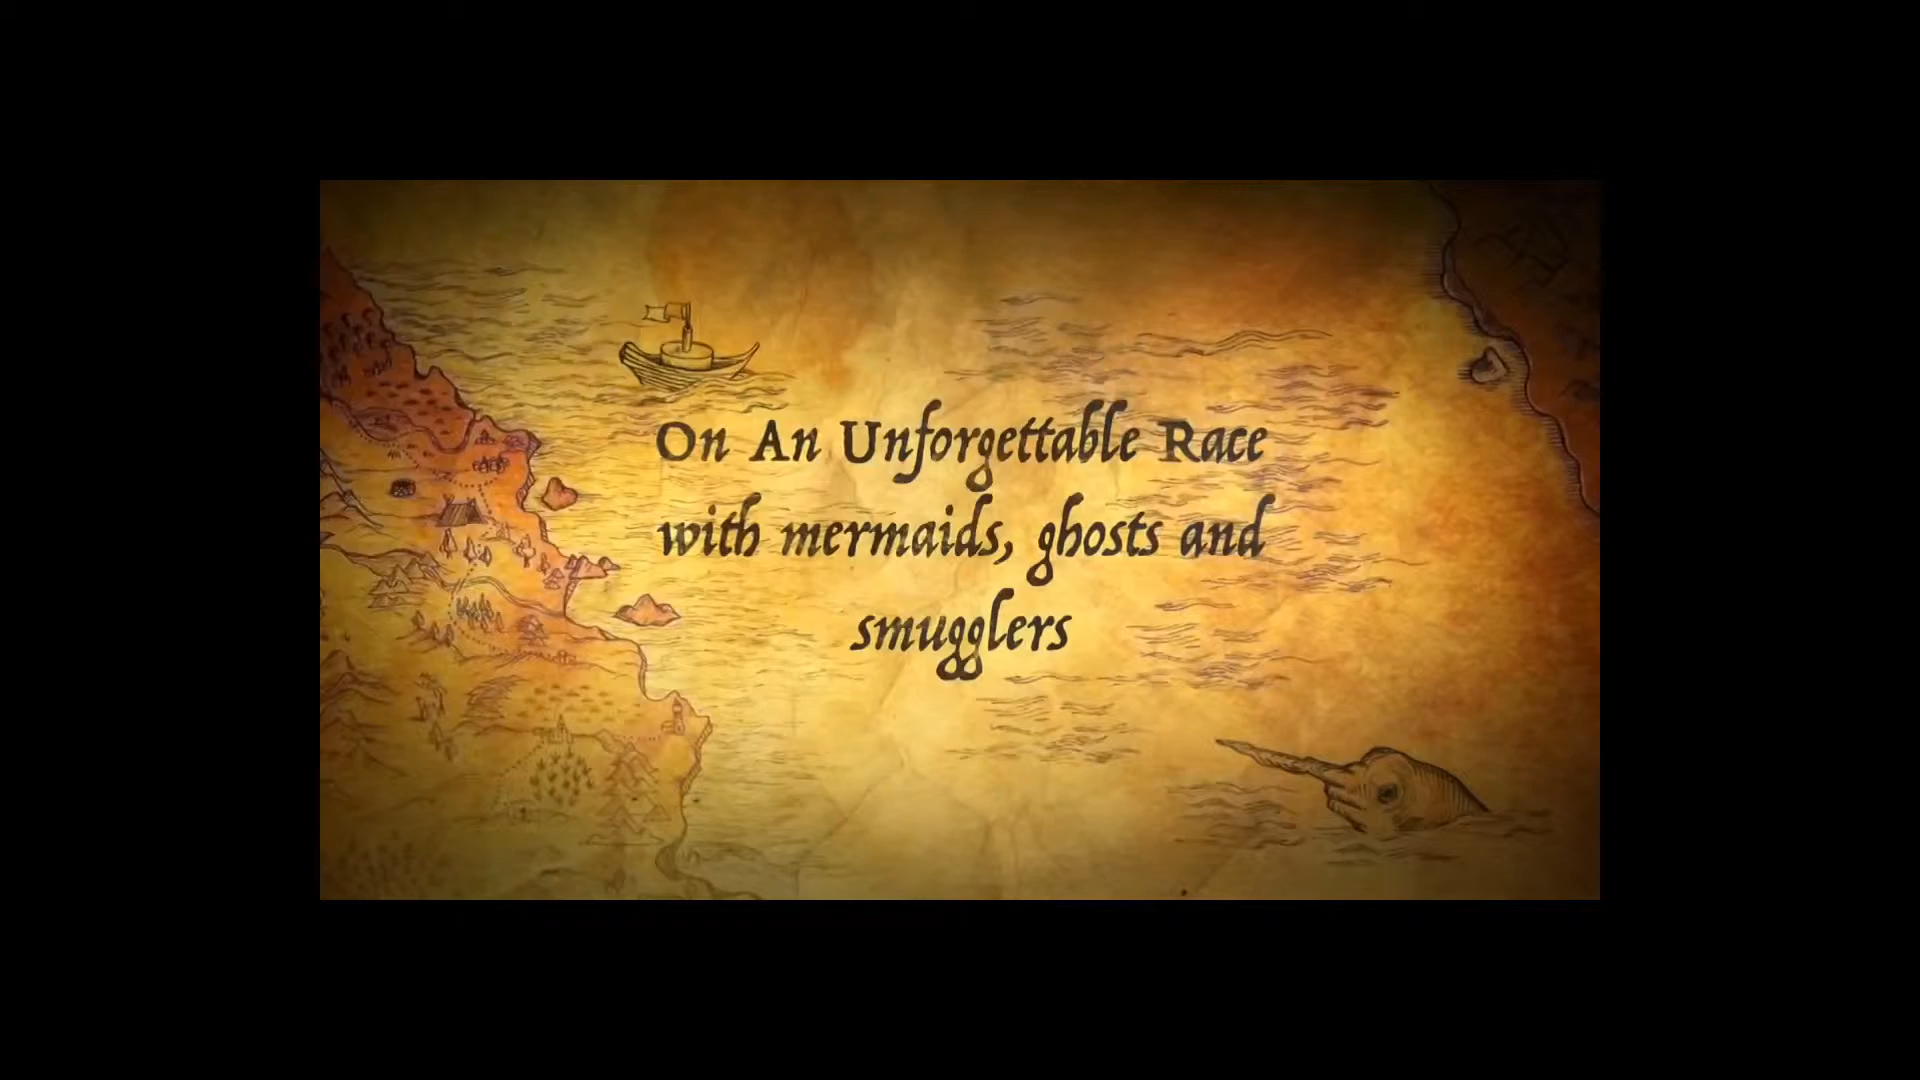 On An Unforgettable Race
with mermaids, ghosts and
smugglers